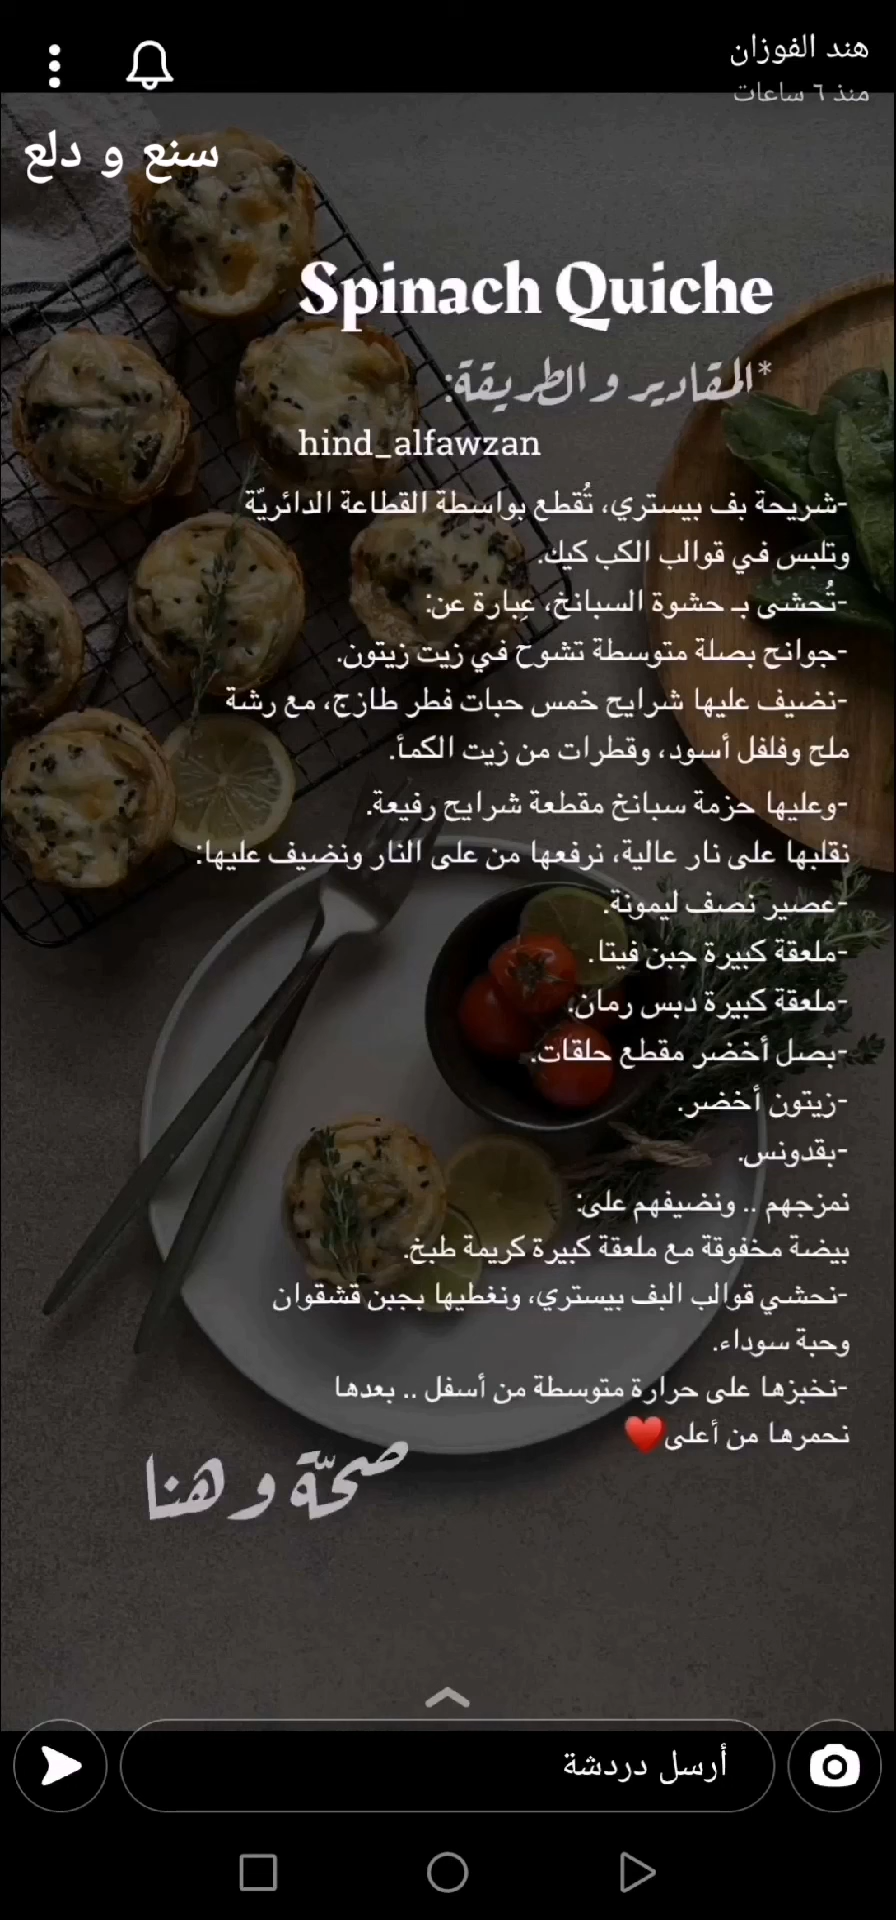 هند الفوزان
منذ ٦ ساعات
سنع و دلع
Spinach Quiche
*المقادير و الطريقة:
hind_alfawzan
-شريحة بف بيستري، تُقطع بواسطة القطاعة الدائريّة
وتلبس في قوالب الكب كيك.
-تُحشى بـ حشوة السبانخ، عِبارة عن:
-جوانح بصلة متوسطة تشوح في زيت زيتون.
-نضيف عليها شرايح خمس حبات فطر طازج، مع رشة
ملح وفلفل أسود، وقطرات من زيت الكمأ.
-وعليها حزمة سبانخ مقطعة شرايح رفيعة.
نقلبها على نار عالية، نرفعها من على النار ونضيف عليها:
-عصير نصف ليمونة.
-ملعقة كبيرة جبن فيتا.
-ملعقة كبيرة دبس رمان.
-بصل أخضر مقطع حلقات.
-زيتون أخضر.
-بقدونس.
نمزجهم .. ونضيفهم على:
بيضة مخفوقة مع ملعقة كبيرة كريمة طبخ.
-نحشي قوالب البف بيستري، ونغطيها بجبن قشقوان
وحبة سوداء.
-نخبزها على حرارة متوسطة من أسفل .. بعدها
نحمرها من أعلى❤️
صحّة و هنا
أرسل دردشة